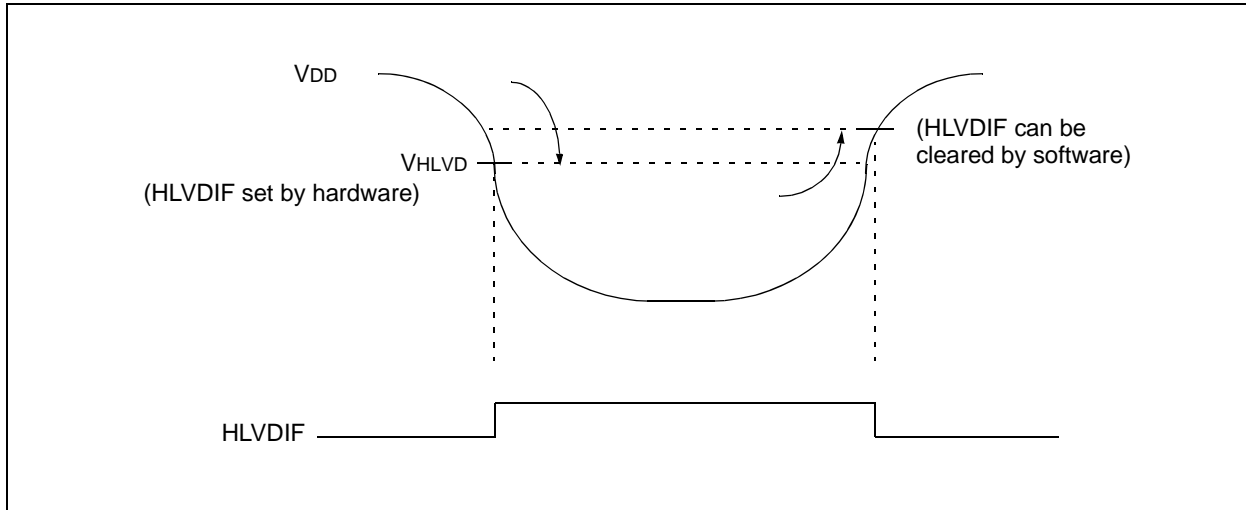 VDD
(HLVDIF can be
cleared by software)
VHLVD
(HLVDIF set by hardware)
HLVDIF